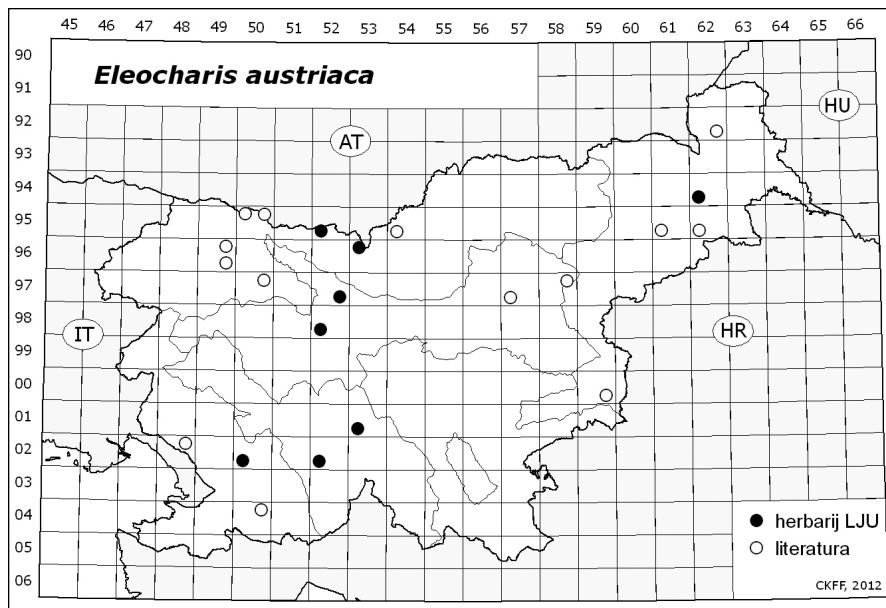 45 46 47 48 49 50 51 52 53 54 55 56 57 58 59 60 61 62 63 64 65 66
90
Eleocharis austriaca
91
HU
92
AT
93
94
95
96
97
98
IT
HR
99
00
01
02
03
04
herbarij LJU
05
literatura
06
CKFF, 2012